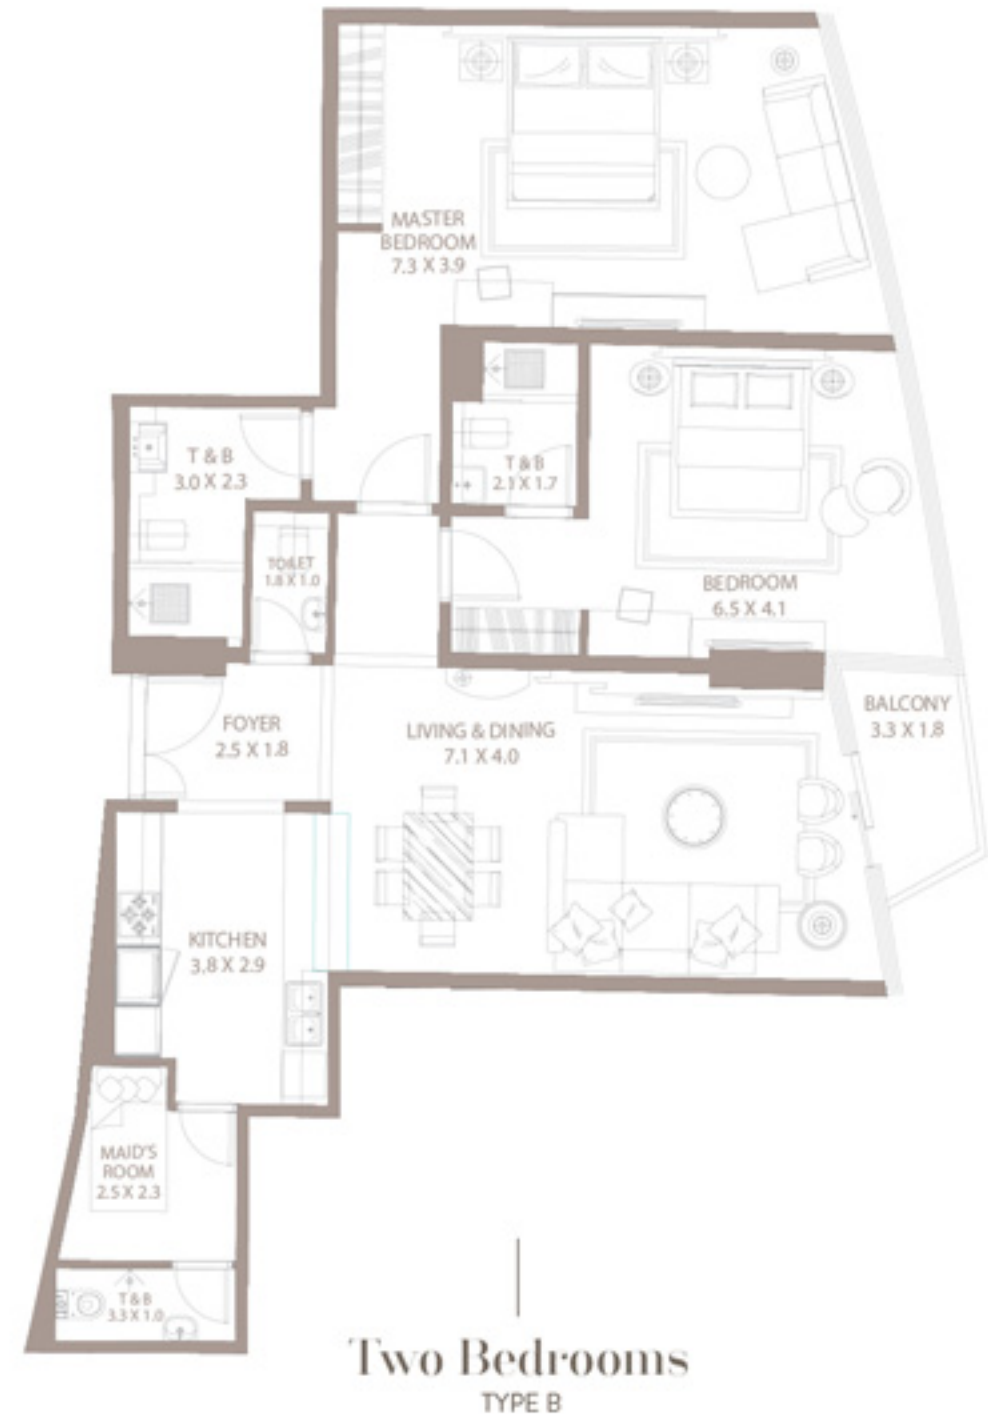 MASTER
BEDROOM
7.3 X 3.9
T & B
3.0 X 2.3
T & B
2.1 X 1.7
TOILET
1.8 X 1.0
BEDROOM
6.5 X 4.1
FOYER
2.5 X 1.8
LIVING & DINING
7.1 X 4.0
BALCONY
3.3 X 1.8
KITCHEN
3.8 X 2.9
MAID'S
ROOM
2.5 X 2.3
T & B
3.3 X 1.0
Two Bedrooms
TYPE B